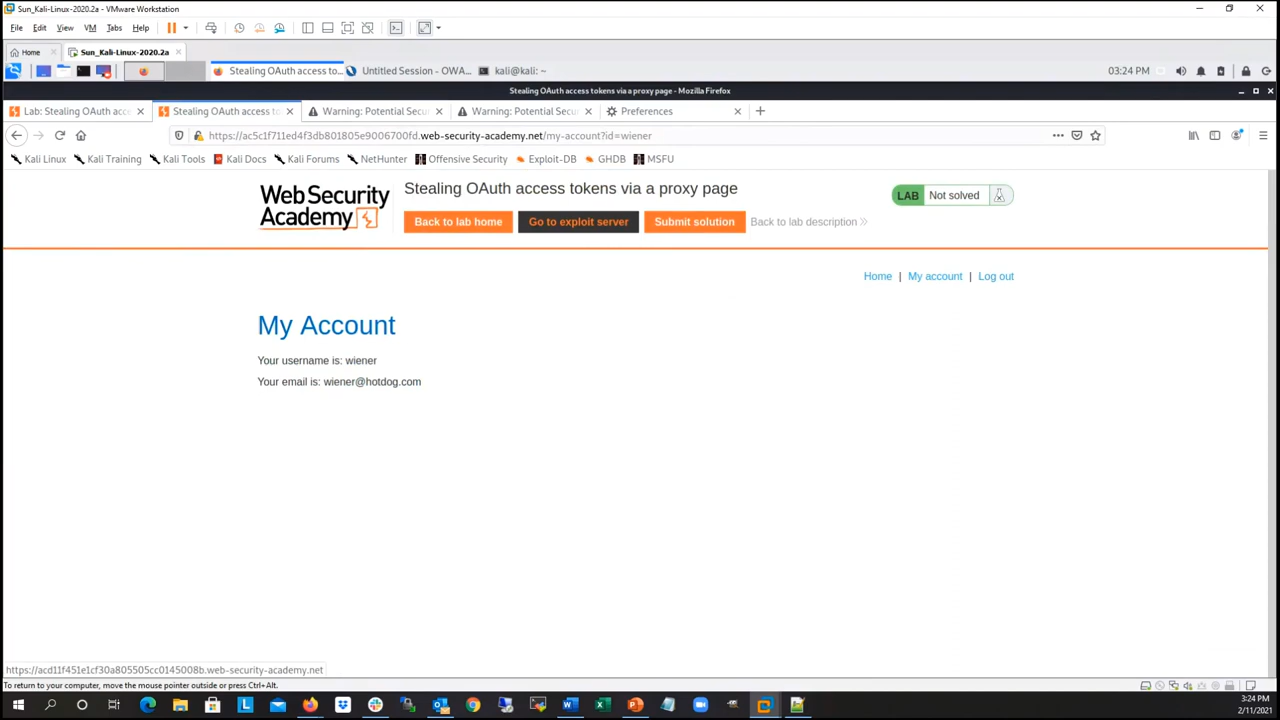 Sun_Kali-Linux-2020.2a - VMware Workstation
File Edit View VM Tabs Help
Home Sun_Kali-Linux-2020.2a
Stealing OAuth access to... Untitled Session - OWA... kali@kali: ~ 03:24 PM
Stealing OAuth access tokens via a proxy page - Mozilla Firefox
Lab: Stealing OAuth acce Stealing OAuth access to Warning: Potential Secu Warning: Potential Secu Preferences
https://ac5c1f711ed4f3db801805e9006700fd.web-security-academy.net/my-account?id=wiener
Kali Linux Kali Training Kali Tools Kali Docs Kali Forums NetHunter Offensive Security Exploit-DB GHDB MSFU
Web Security Academy
Stealing OAuth access tokens via a proxy page
LAB Not solved
Back to lab home Go to exploit server Submit solution Back to lab description
Home | My account | Log out
My Account
Your username is: wiener
Your email is: wiener@hotdog.com
https://acd11f451e1cf30a805505cc0145008b.web-security-academy.net
To return to your computer, move the mouse pointer outside or press Ctrl+Alt.
3:24 PM
2/11/2021